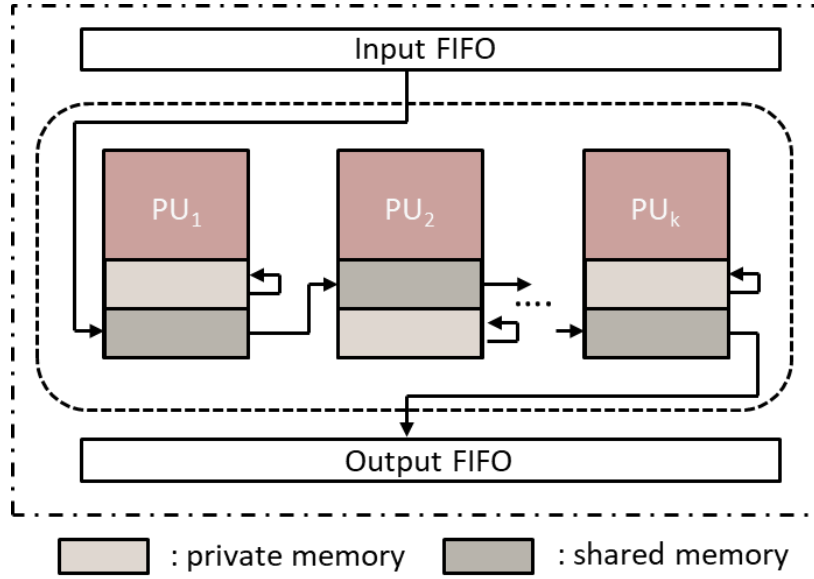 Input FIFO
PU₁
PU₂
PUₖ
....
Output FIFO
: private memory
: shared memory